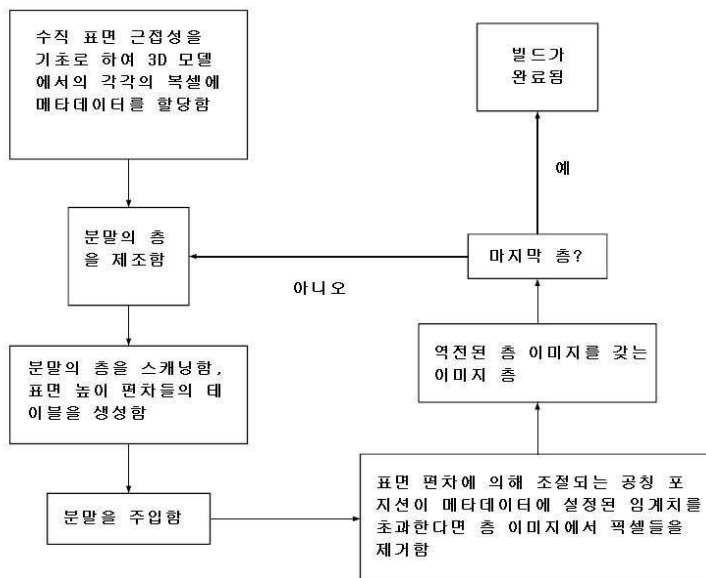 수직 표면 근접성을
기초로 하여 3D 모델
에서의 각각의 복셀에
메타데이터를 할당함
빌드가
완료됨
예
분말의 층
을 제조함
마지막 층?
아니오
분말의 층을 스캐닝함,
표면 높이 편차들의 테
이블을 생성함
역전된 층 이미지를 갖는
이미지 층
분말을 주입함
표면 편차에 의해 조절되는 공칭 포
지션이 메타데이터에 설정된 임계치를
초과한다면 층 이미지에서 픽셀들을
제거함